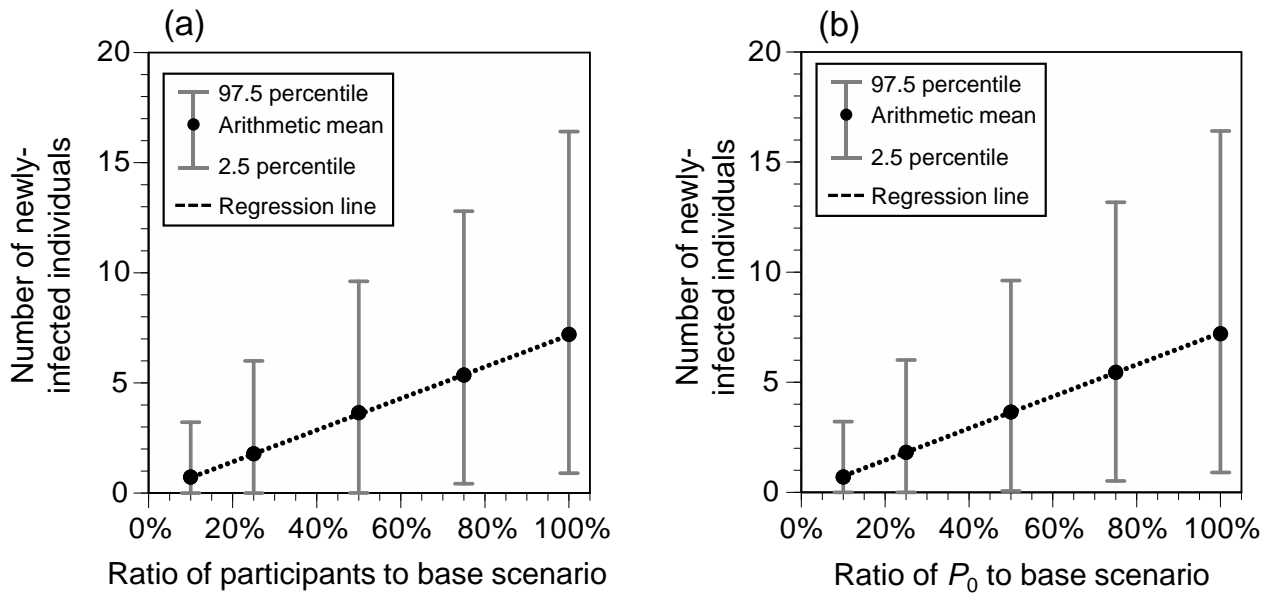 (a)
20
15
10
5
0
97.5 percentile
Arithmetic mean
2.5 percentile
Regression line
Number of newly-
infected individuals
0% 20% 40% 60% 80% 100%
Ratio of participants to base scenario
(b)
20
15
10
5
0
97.5 percentile
Arithmetic mean
2.5 percentile
Regression line
Number of newly-
infected individuals
0% 20% 40% 60% 80% 100%
Ratio of P₀ to base scenario